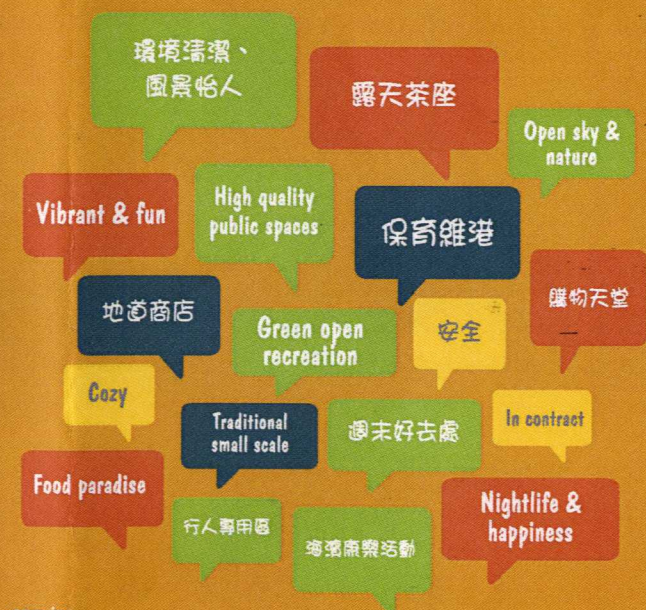 環境清潔、
風景怡人
露天茶座
Open sky &
nature
Vibrant & fun
High quality
public spaces
保育維港
購物天堂
地道商店
Green open
recreation
安全
Cozy
Traditional
small scale
週末好去處
In contract
Food paradise
行人專用區
海濱康樂活動
Nightlife &
happiness